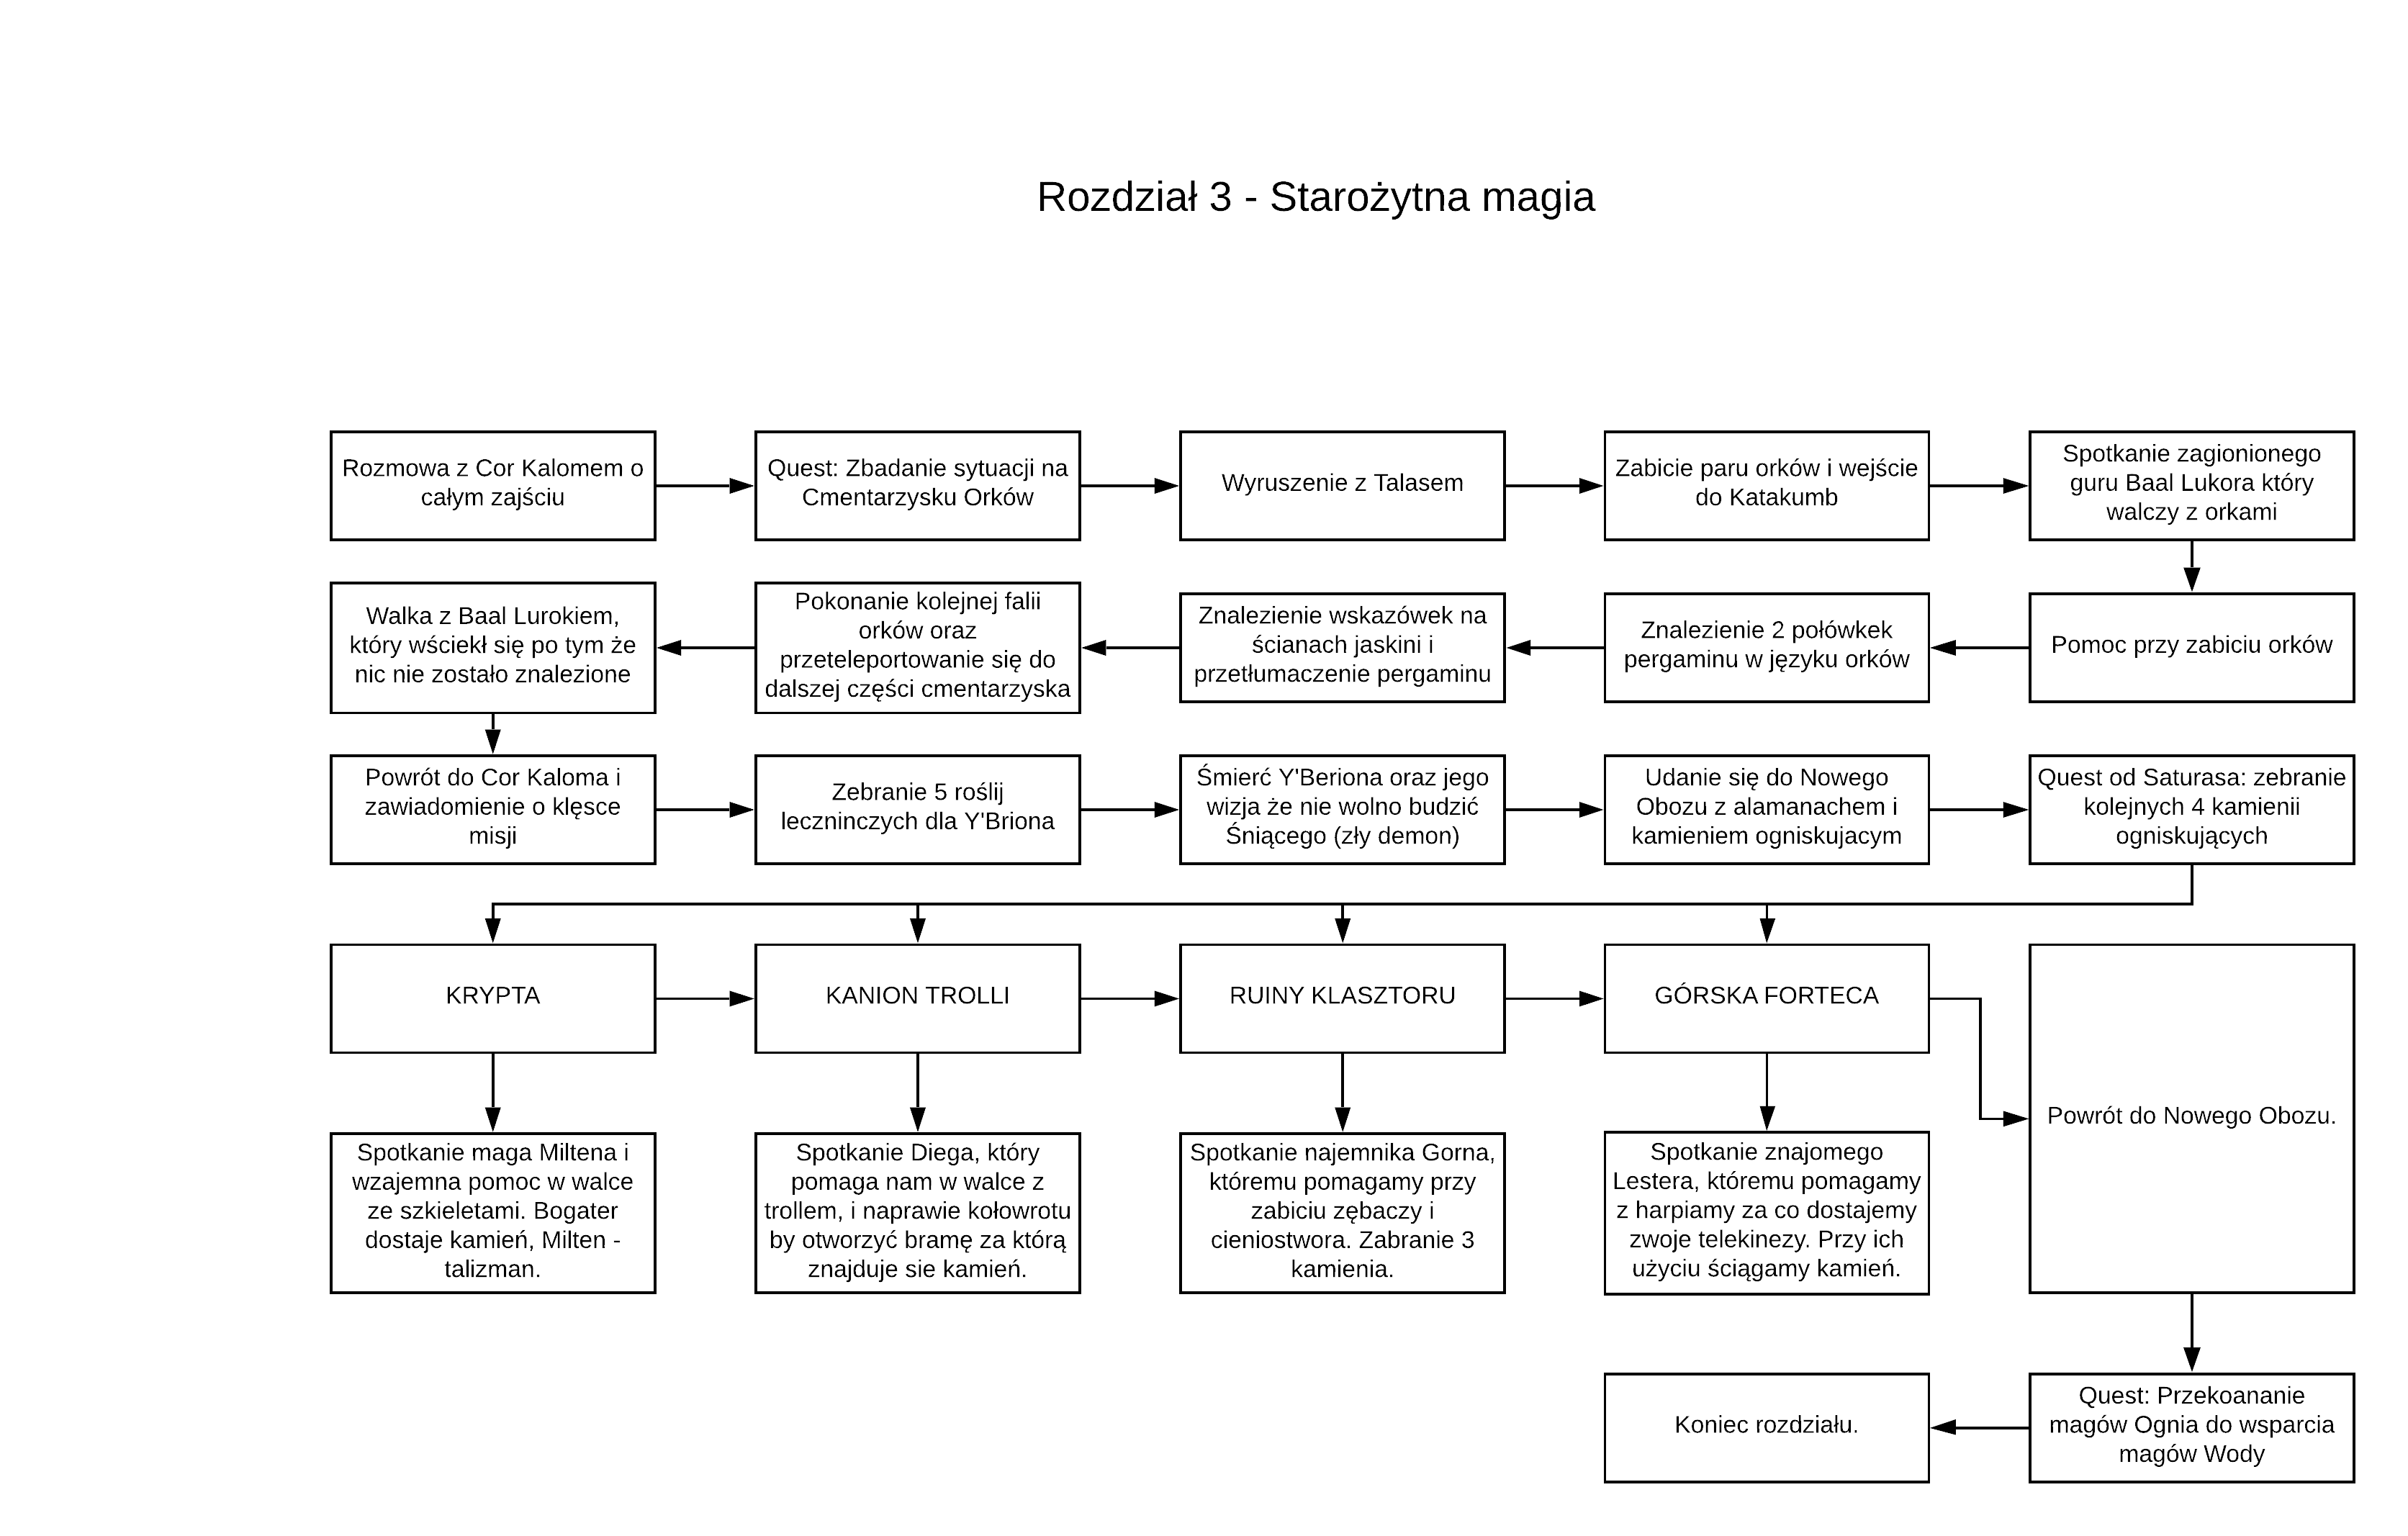 Rozdział 3 - Starożytna magia
Rozmowa z Cor Kalomem o
całym zajściu
Quest: Zbadanie sytuacji na
Cmentarzysku Orków
Wyruszenie z Talasem
Zabicie paru orków i wejście
do Katakumb
Spotkanie zagionionego
guru Baal Lukora który
walczy z orkami
Pomoc przy zabiciu orków
Znalezienie 2 połówkek
pergaminu w języku orków
Znalezienie wskazówek na
ścianach jaskini i
przetłumaczenie pergaminu
Pokonanie kolejnej falii
orków oraz
przeteleportowanie się do
dalszej części cmentarzyska
Walka z Baal Lurokiem,
który wściekł się po tym że
nic nie zostało znalezione
Powrót do Cor Kaloma i
zawiadomienie o klęsce
misji
Zebranie 5 roślij
leczninczych dla Y'Briona
Śmierć Y'Beriona oraz jego
wizja że nie wolno budzić
Śniącego (zły demon)
Udanie się do Nowego
Obozu z alamanachem i
kamieniem ogniskujacym
Quest od Saturasa: zebranie
kolejnych 4 kamienii
ogniskujących
KRYPTA
KANION TROLLI
RUINY KLASZTORU
GÓRSKA FORTECA
Powrót do Nowego Obozu.
Spotkanie maga Miltena i
wzajemna pomoc w walce
ze szkieletami. Bogater
dostaje kamień, Milten -
talizman.
Spotkanie Diega, który
pomaga nam w walce z
trollem, i naprawie kołowrotu
by otworzyć bramę za którą
znajduje sie kamień.
Spotkanie najemnika Gorna,
któremu pomagamy przy
zabiciu zębaczy i
cieniostwora. Zabranie 3
kamienia.
Spotkanie znajomego
Lestera, któremu pomagamy
z harpiamy za co dostajemy
zwoje telekinezy. Przy ich
użyciu ściągamy kamień.
Quest: Przekoananie
magów Ognia do wsparcia
magów Wody
Koniec rozdziału.